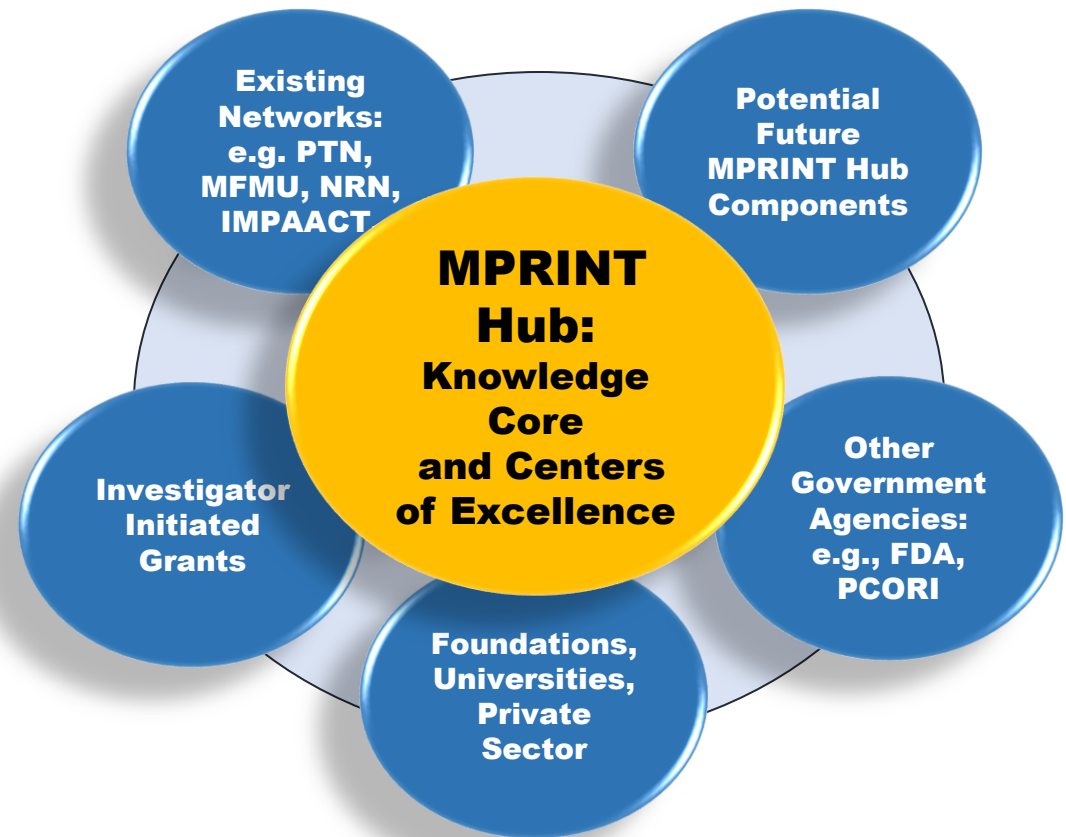 Existing
Networks:
e.g. PTN,
MFMU, NRN,
IMPAACT
Potential
Future
MPRINT Hub
Components
MPRINT
Hub:
Knowledge
Core
and Centers
of Excellence
Investigator
Initiated
Grants
Other
Government
Agencies:
e.g., FDA,
PCORI
Foundations,
Universities,
Private
Sector